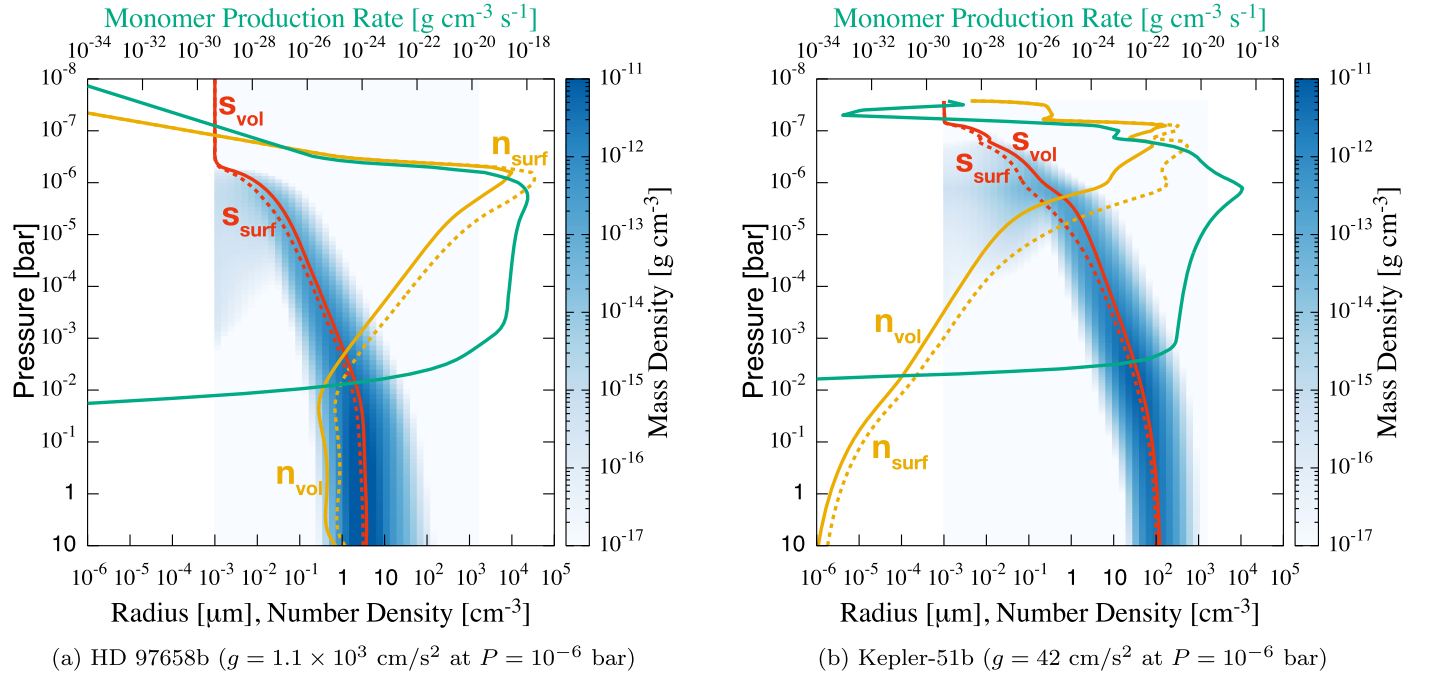 Monomer Production Rate [g cm-3 s-1]
10-34 10-32 10-30 10-28 10-26 10-24 10-22 10-20 10-18
10-8
10-7
10-6
10-5
10-4
10-3
10-2
10-1
1
10
Pressure [bar]
svol
ssurf
nsurf
nvol
10-6 10-5 10-4 10-3 10-2 10-1 1 10 102 103 104 105
Radius [μm], Number Density [cm-3]
10-11
10-12
10-13
10-14
10-15
10-16
10-17
Mass Density [g cm-3]
(a) HD 97658b (g = 1.1 × 103 cm/s2 at P = 10−6 bar)
Monomer Production Rate [g cm-3 s-1]
10-34 10-32 10-30 10-28 10-26 10-24 10-22 10-20 10-18
10-8
10-7
10-6
10-5
10-4
10-3
10-2
10-1
1
10
Pressure [bar]
svol
ssurf
nvol
nsurf
10-6 10-5 10-4 10-3 10-2 10-1 1 10 102 103 104 105
Radius [μm], Number Density [cm-3]
10-11
10-12
10-13
10-14
10-15
10-16
10-17
Mass Density [g cm-3]
(b) Kepler-51b (g = 42 cm/s2 at P = 10−6 bar)